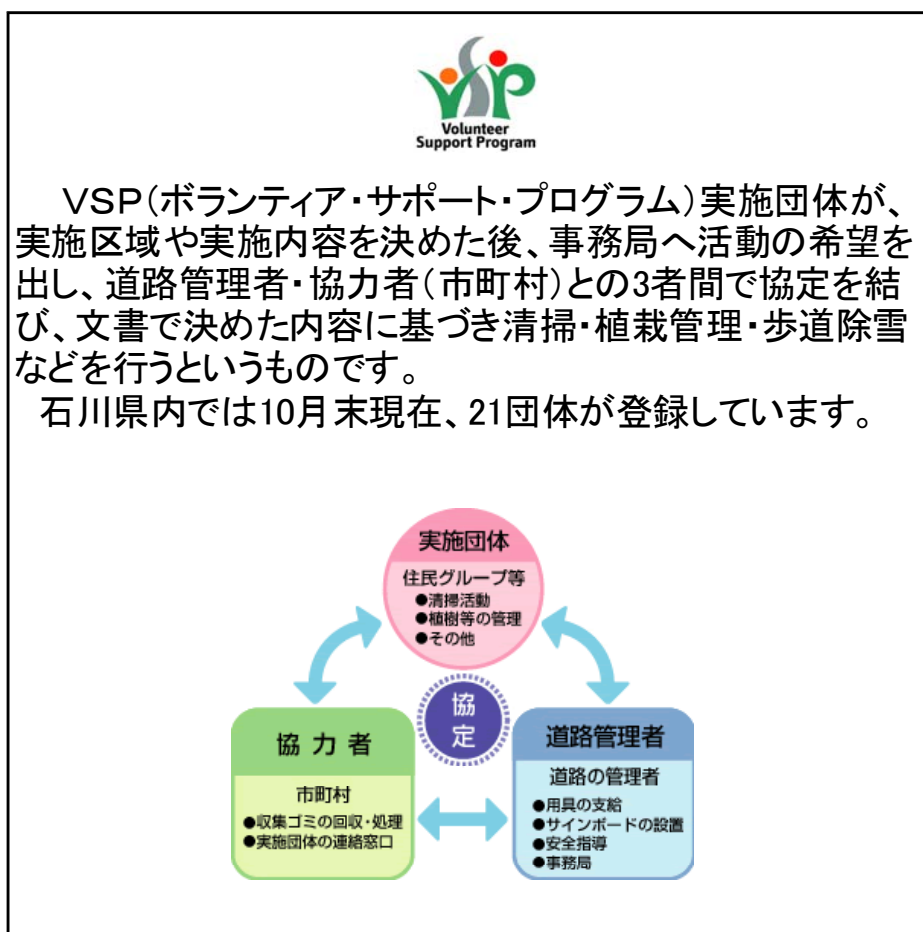 VSP
Volunteer
Support Program
VSP(ボランティア・サポート・プログラム)実施団体が、
実施区域や実施内容を決めた後、事務局へ活動の希望を
出し、道路管理者・協力者(市町村)との3者間で協定を結
び、文書で決めた内容に基づき清掃・植栽管理・歩道除雪
などを行うというものです。
石川県内では10月末現在、21団体が登録しています。
実施団体
住民グループ等
●清掃活動
●植樹等の管理
●その他
協定
協力者
市町村
●収集ゴミの回収・処理
●実施団体の連絡窓口
道路管理者
道路の管理者
●用具の支給
●サインボードの設置
●安全指導
●事務局